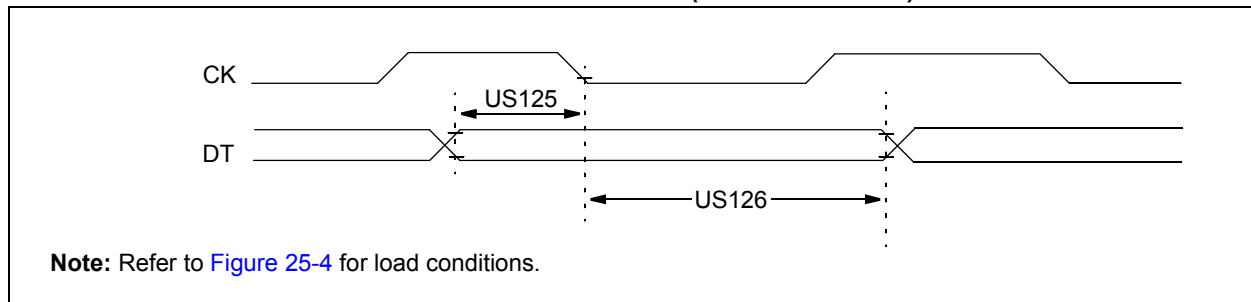 CK
US125
DT
US126
Note: Refer to Figure 25-4 for load conditions.